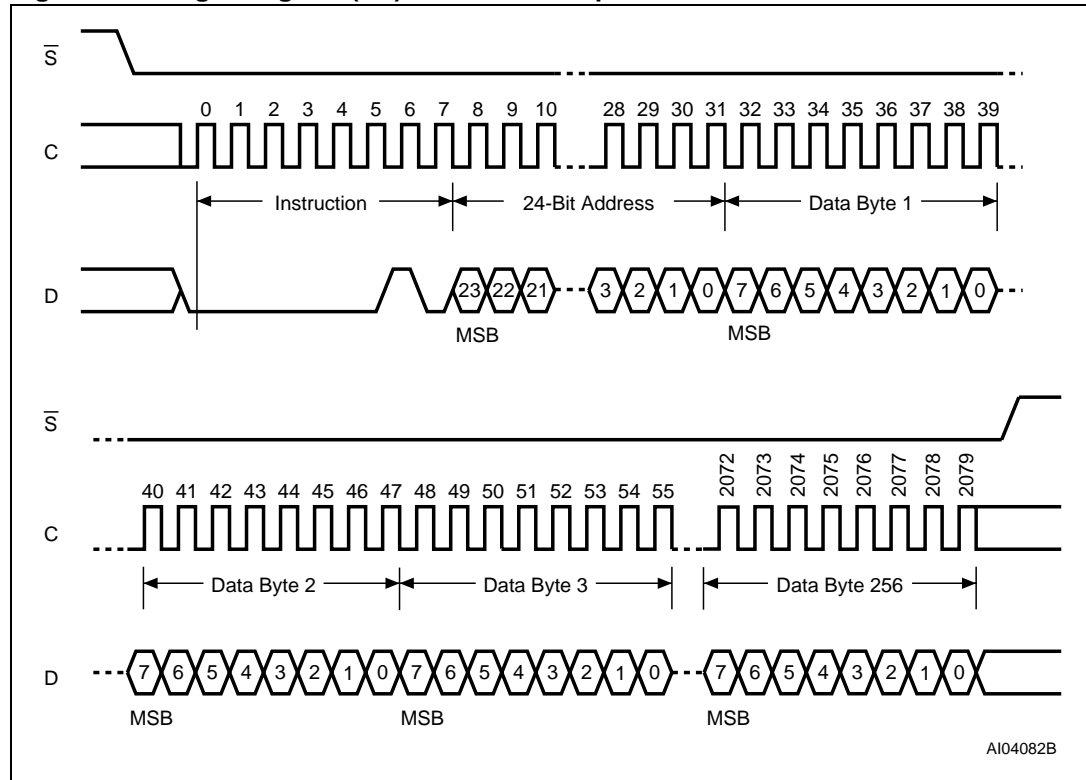 S̅
0 1 2 3 4 5 6 7 8 9 10 28 29 30 31 32 33 34 35 36 37 38 39
C
Instruction 24-Bit Address Data Byte 1
D
23 22 21 3 2 1 0 7 6 5 4 3 2 1 0
MSB MSB
S̅
40 41 42 43 44 45 46 47 48 49 50 51 52 53 54 55 2072 2073 2074 2075 2076 2077 2078 2079
C
Data Byte 2 Data Byte 3 Data Byte 256
D
7 6 5 4 3 2 1 0 7 6 5 4 3 2 1 0 7 6 5 4 3 2 1 0
MSB MSB MSB
AI04082B